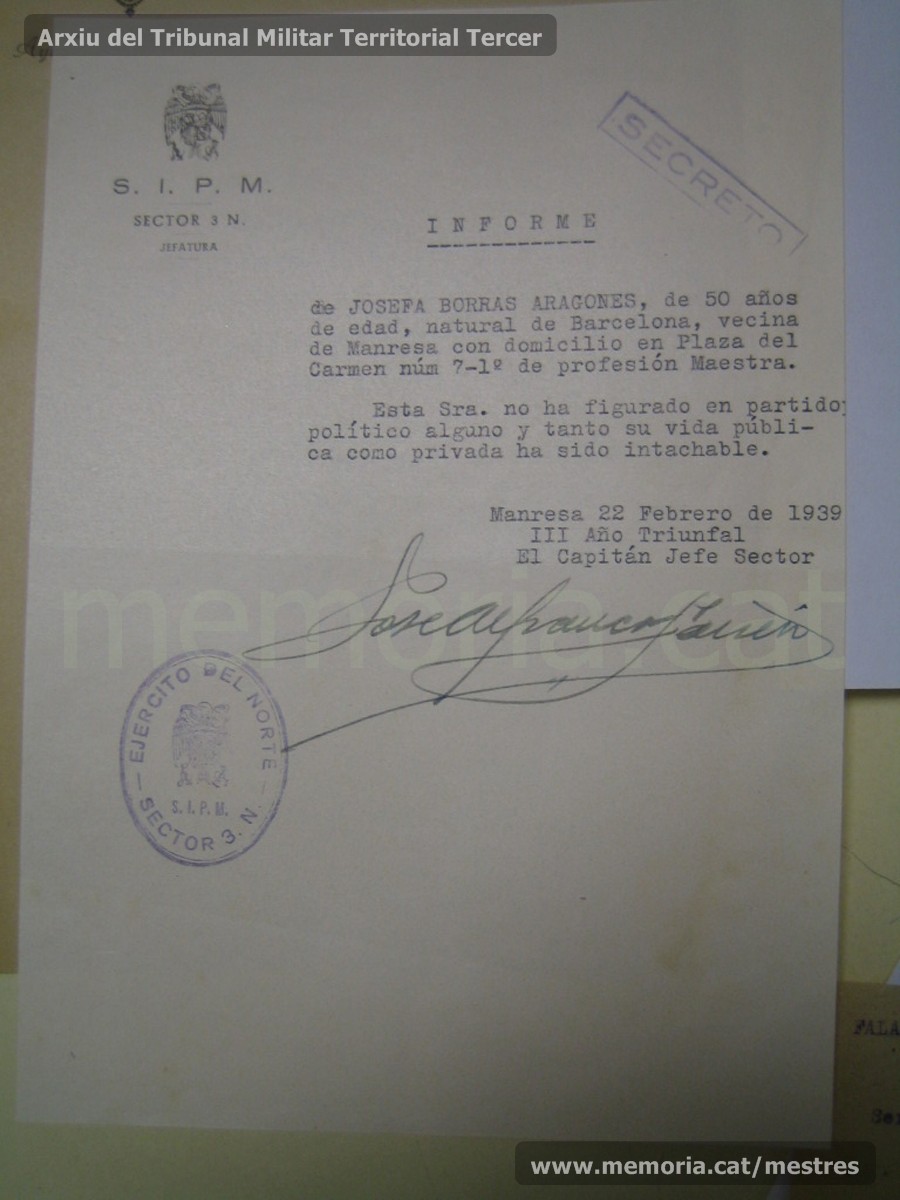 Arxiu del Tribunal Militar Territorial Tercer
S. I. P. M.
SECTOR 3 N.
JEFATURA
SECRETO
INFORME
de JOSEFA BORRAS ARAGONES, de 50 años
de edad, natural de Barcelona, vecina
de Manresa con domicilio en Plaza del
Carmen núm 7-1º de profesión Maestra.
Esta Sra. no ha figurado en partido
político alguno y tanto su vida públi-
ca como privada ha sido intachable.
Manresa 22 Febrero de 1939
III Año Triunfal
El Capitán Jefe Sector
memoria.cat
EJERCITO DEL NORTE
S. I. P. M.
SECTOR 3. N.
FALA
Se
www.memoria.cat/mestres